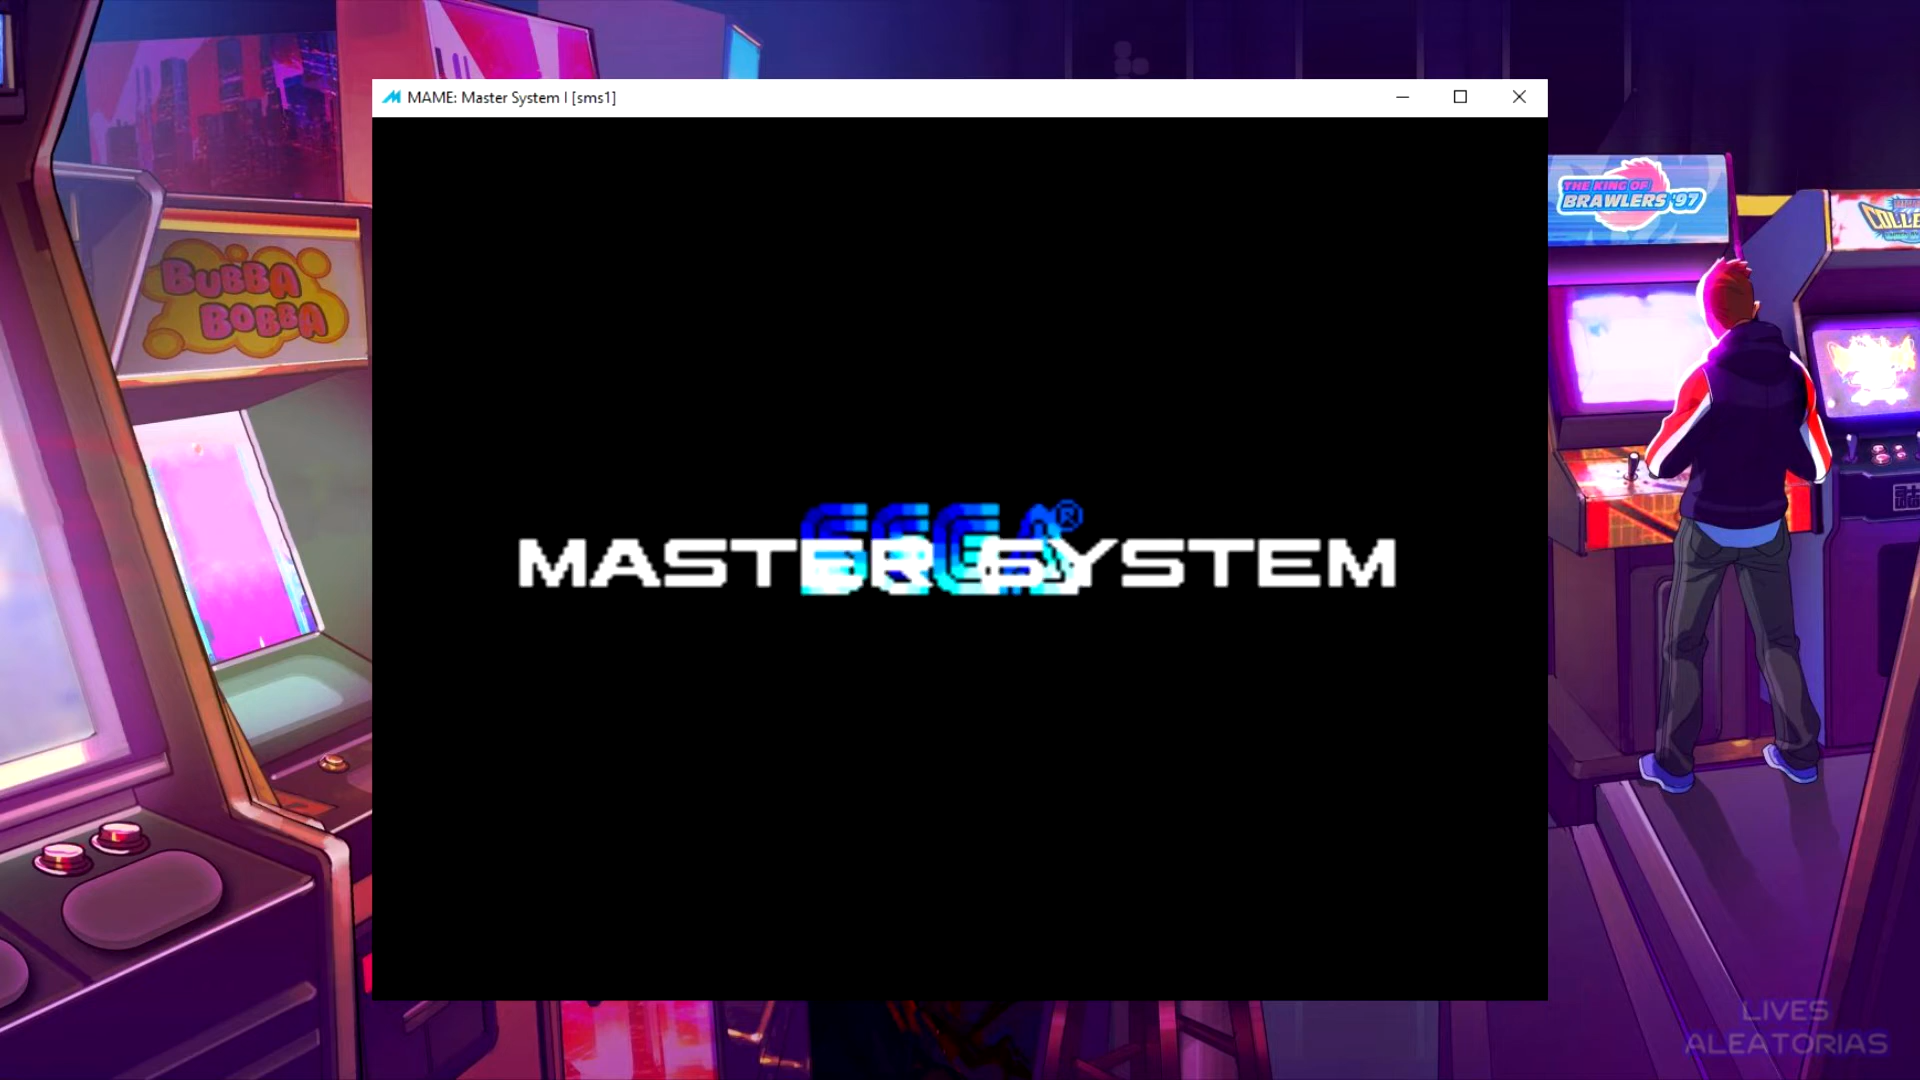 MAME: Master System I [sms1]
THE KING OF
BRAWLERS '97
BUBBA
BOBBA
SEGA®
MASTER SYSTEM
LIVES
ALEATORIAS